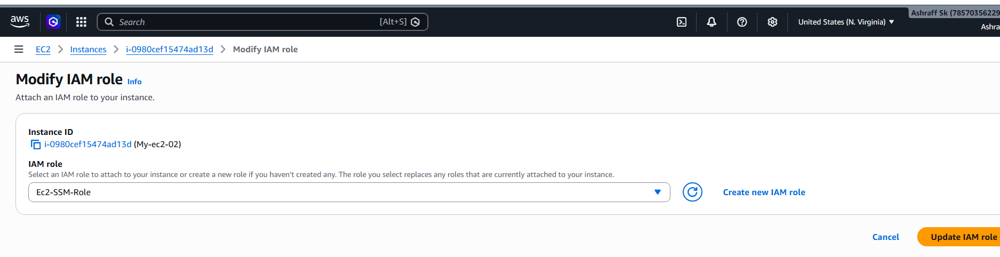 Ashraff Sk (78570356229
aws
Search [Alt+S]
United States (N. Virginia)
Ashra
EC2 > Instances > i-0980cef15474ad13d > Modify IAM role
Modify IAM role Info
Attach an IAM role to your instance.
Instance ID
i-0980cef15474ad13d (My-ec2-02)
IAM role
Select an IAM role to attach to your instance or create a new role if you haven't created any. The role you select replaces any roles that are currently attached to your instance.
Ec2-SSM-Role
Create new IAM role
Cancel
Update IAM role